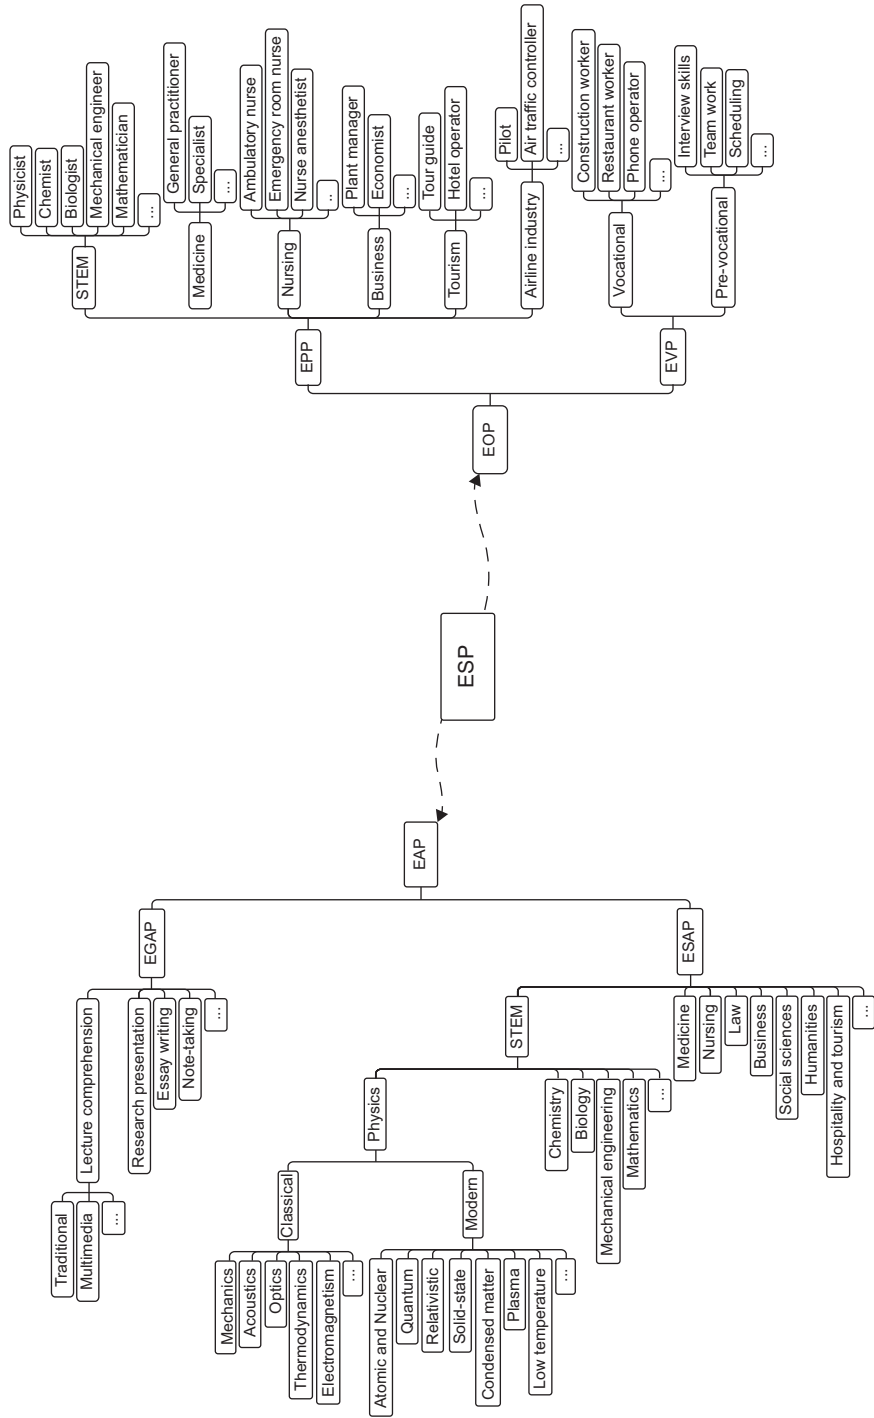 ESP
EAP
EGAP
Lecture comprehension
Traditional
Multimedia
...
Research presentation
Essay writing
Note-taking
...
ESAP
STEM
Physics
Classical
Mechanics
Acoustics
Optics
Thermodynamics
Electromagnetism
...
Modern
Atomic and Nuclear
Quantum
Relativistic
Solid-state
Condensed matter
Plasma
Low temperature
...
Chemistry
Biology
Mechanical engineering
Mathematics
...
Medicine
Nursing
Law
Business
Social sciences
Humanities
Hospitality and tourism
...
EOP
EPP
STEM
Physicist
Chemist
Biologist
Mechanical engineer
Mathematician
...
Medicine
General practitioner
Specialist
...
Nursing
Ambulatory nurse
Emergency room nurse
Nurse anesthetist
..
Business
Plant manager
Economist
...
Tourism
Tour guide
Hotel operator
...
Airline industry
Pilot
Air traffic controller
...
EVP
Vocational
Construction worker
Restaurant worker
Phone operator
...
Pre-vocational
Interview skills
Team work
Scheduling
...